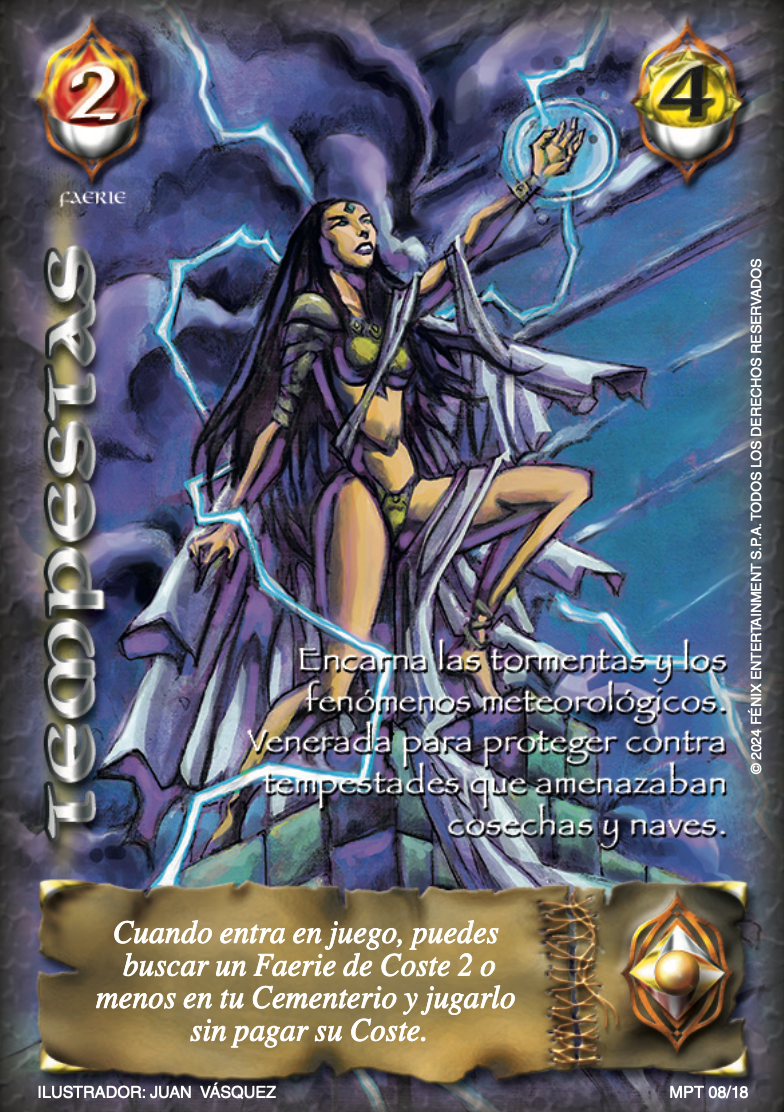 2
4
FAERIE
TEMPESTAS
Encarna las tormentas y los
fenómenos meteorológicos.
Venerada para proteger contra
tempestades que amenazaban
cosechas y naves.
© 2024 FÉNIX ENTERTAINMENT S.P.A. TODOS LOS DERECHOS RESERVADOS
Cuando entra en juego, puedes
buscar un Faerie de Coste 2 o
menos en tu Cementerio y jugarlo
sin pagar su Coste.
ILUSTRADOR: JUAN VÁSQUEZ
MPT 08/18